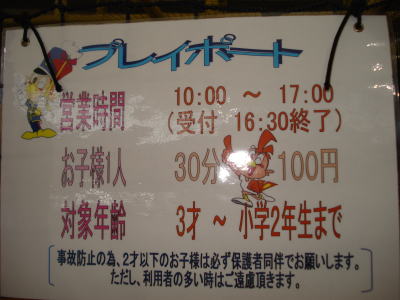 プレイポート
営業時間 10:00 ～ 17:00
(受付 16:30終了)
お子様1人 30分 100円
対象年齢 3才 ～ 小学2年生まで
事故防止の為、2才以下のお子様は必ず保護者同伴でお願いします。
ただし、利用者の多い時はご遠慮頂きます。